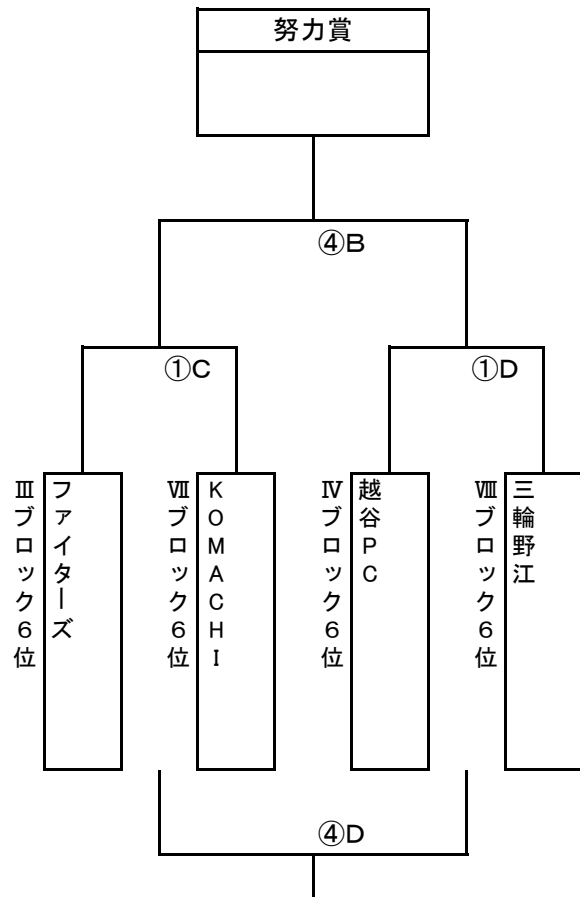 努力賞
④B
①C
①D
Ⅲブロック6位
ファイターズ
Ⅶブロック6位
KOMACHI
Ⅳブロック6位
越谷PC
Ⅷブロック6位
三輪野江
④D